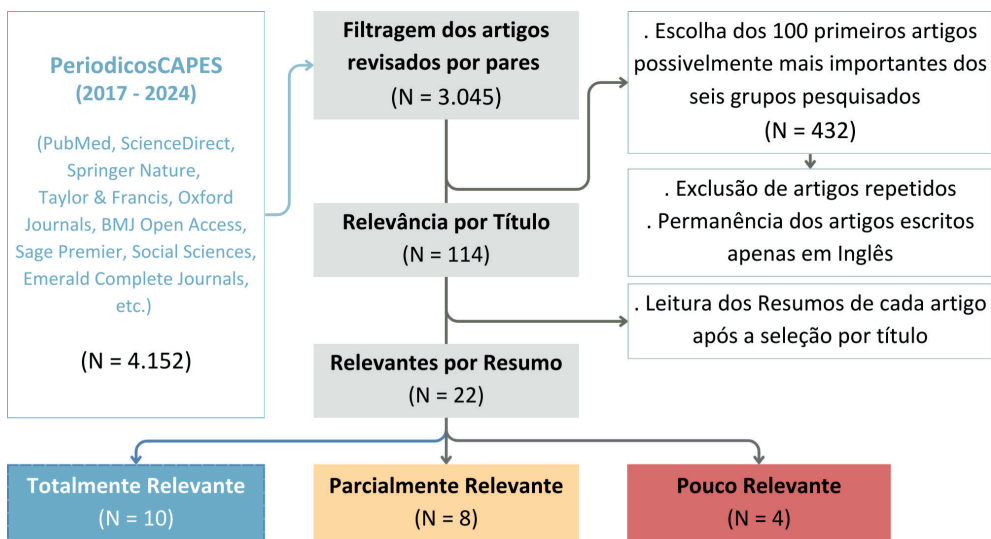 PeriodicosCAPES
(2017 - 2024)
(PubMed, ScienceDirect,
Springer Nature,
Taylor & Francis, Oxford
Journals, BMJ Open Access,
Sage Premier, Social Sciences,
Emerald Complete Journals,
etc.)
(N = 4.152)
Filtragem dos artigos
revisados por pares
(N = 3.045)
. Escolha dos 100 primeiros artigos
possivelmente mais importantes dos
seis grupos pesquisados
(N = 432)
. Exclusão de artigos repetidos
. Permanência dos artigos escritos
apenas em Inglês
Relevância por Título
(N = 114)
. Leitura dos Resumos de cada artigo
após a seleção por título
Relevantes por Resumo
(N = 22)
Totalmente Relevante
(N = 10)
Parcialmente Relevante
(N = 8)
Pouco Relevante
(N = 4)